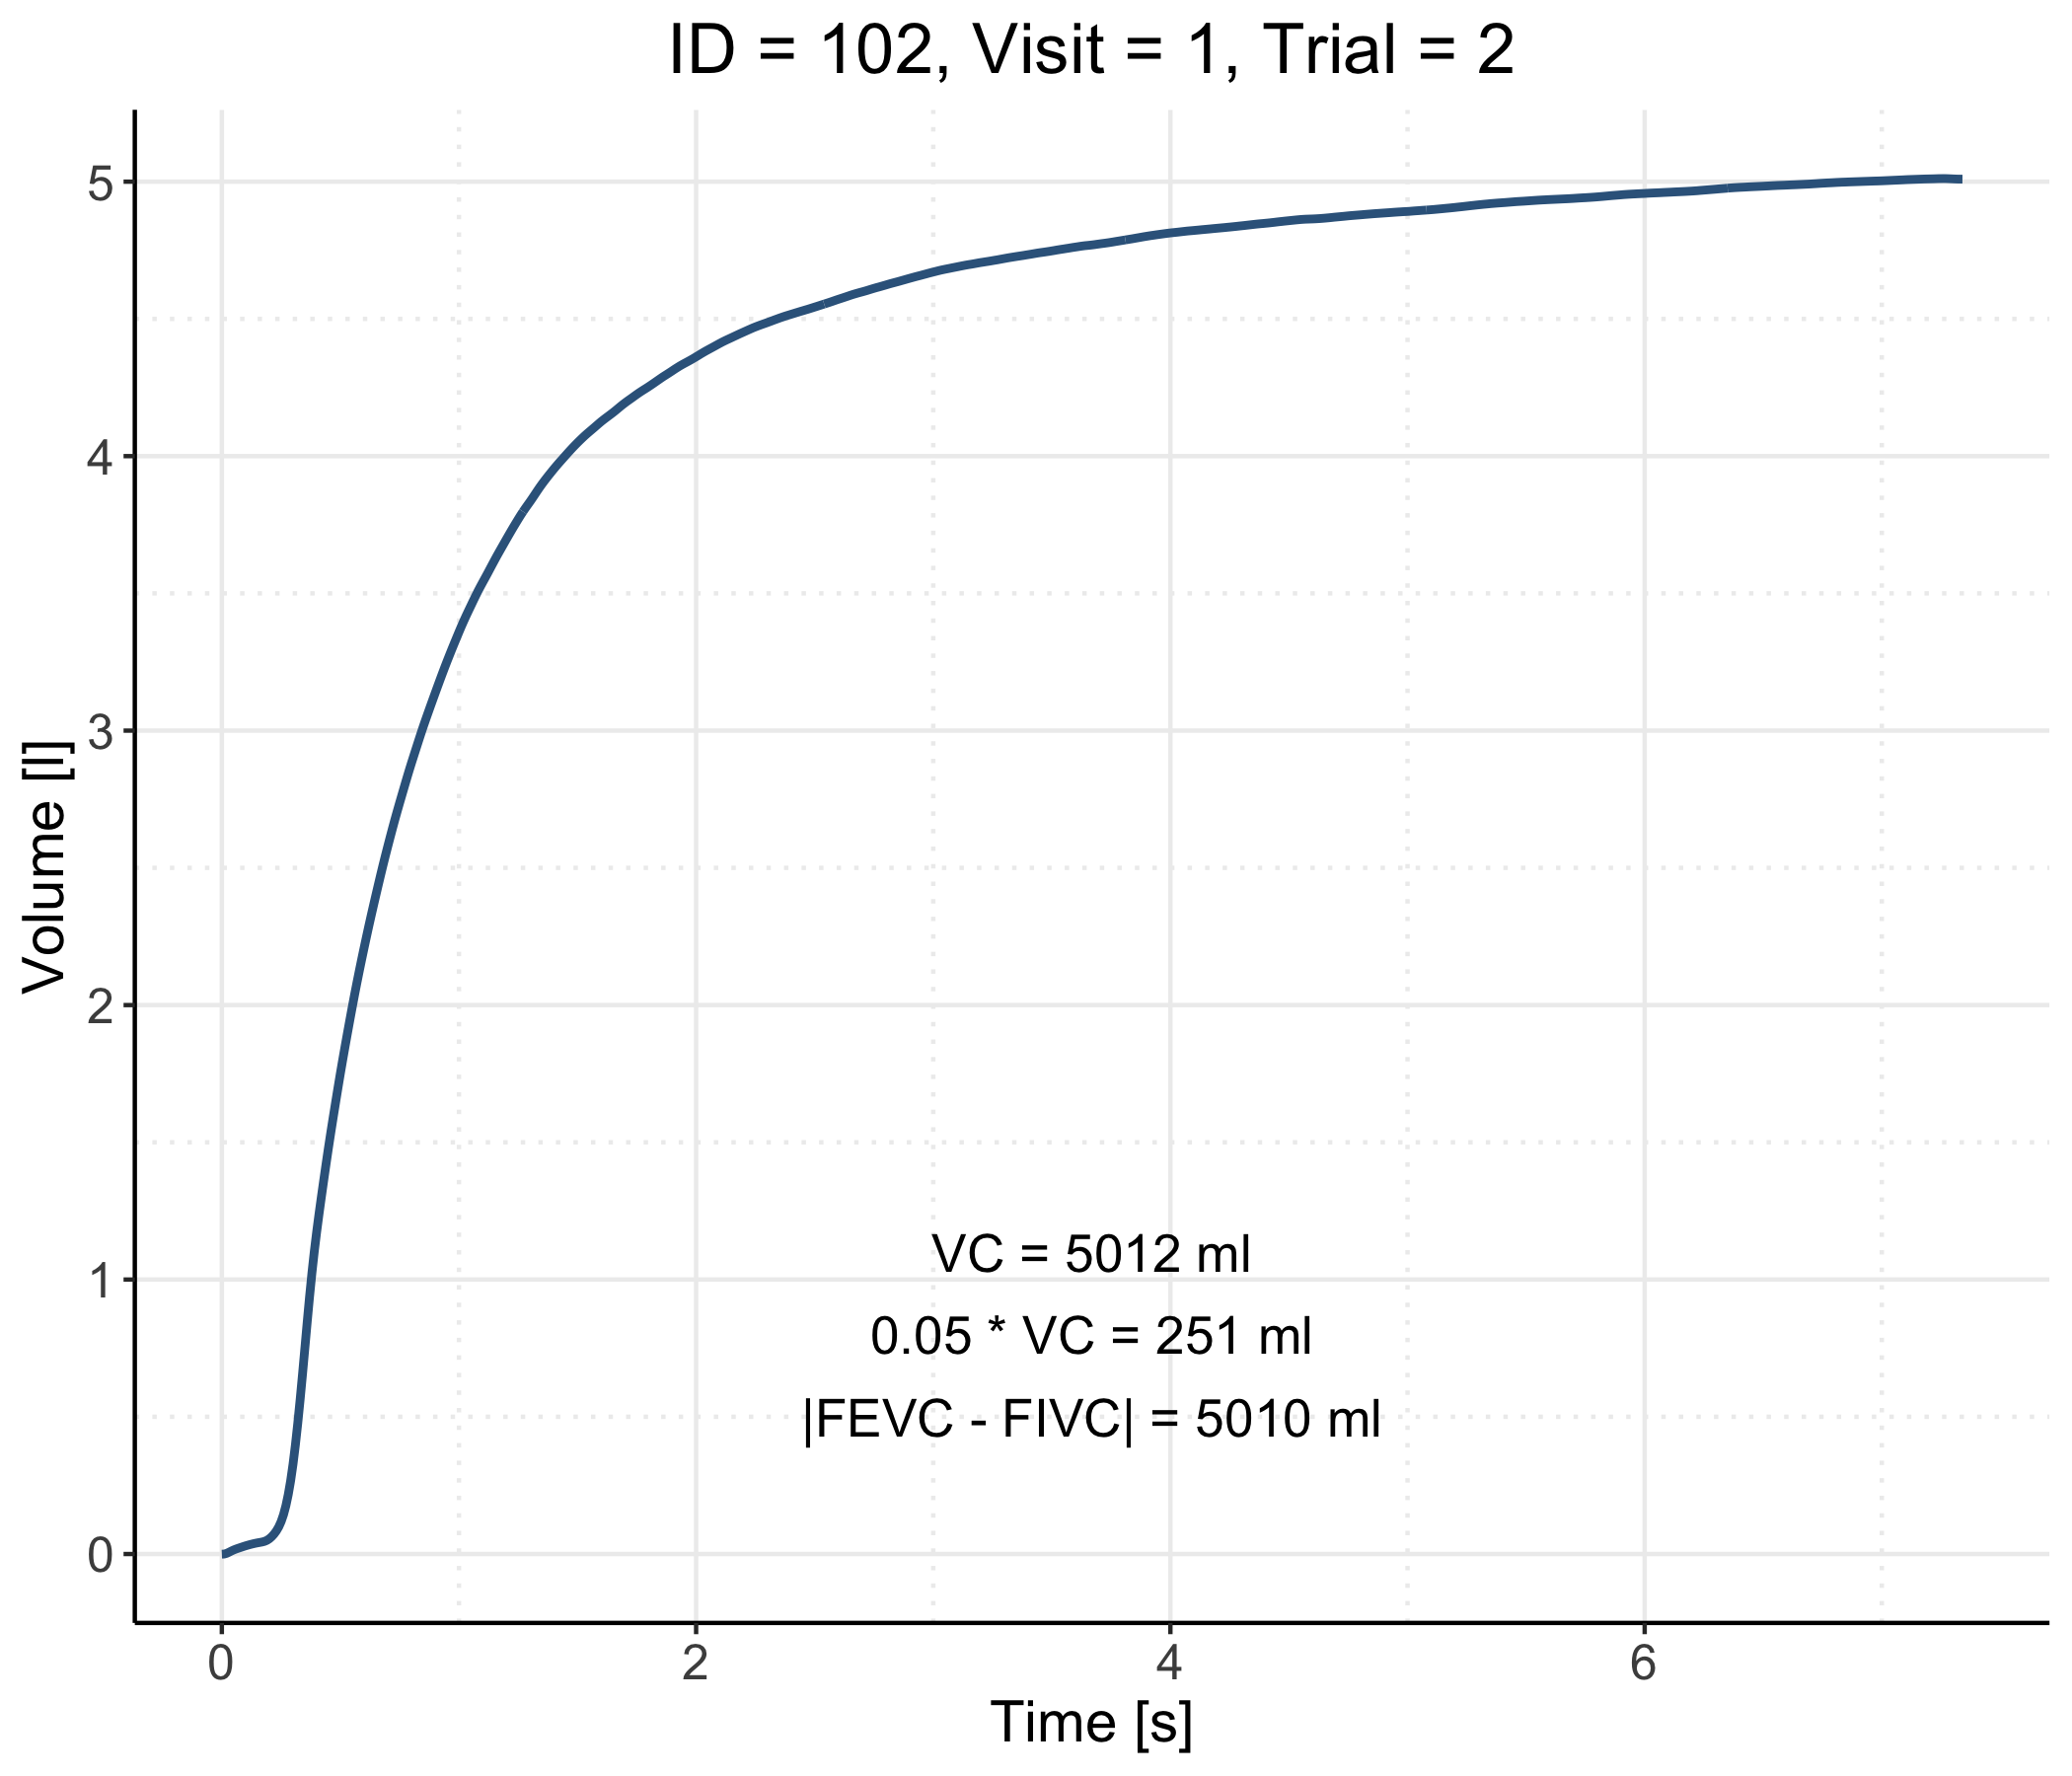 ID = 102, Visit = 1, Trial = 2
5
4
3
2
1
0
Volume [l]
VC = 5012 ml
0.05 * VC = 251 ml
|FEVC - FIVC| = 5010 ml
0
2
4
6
Time [s]